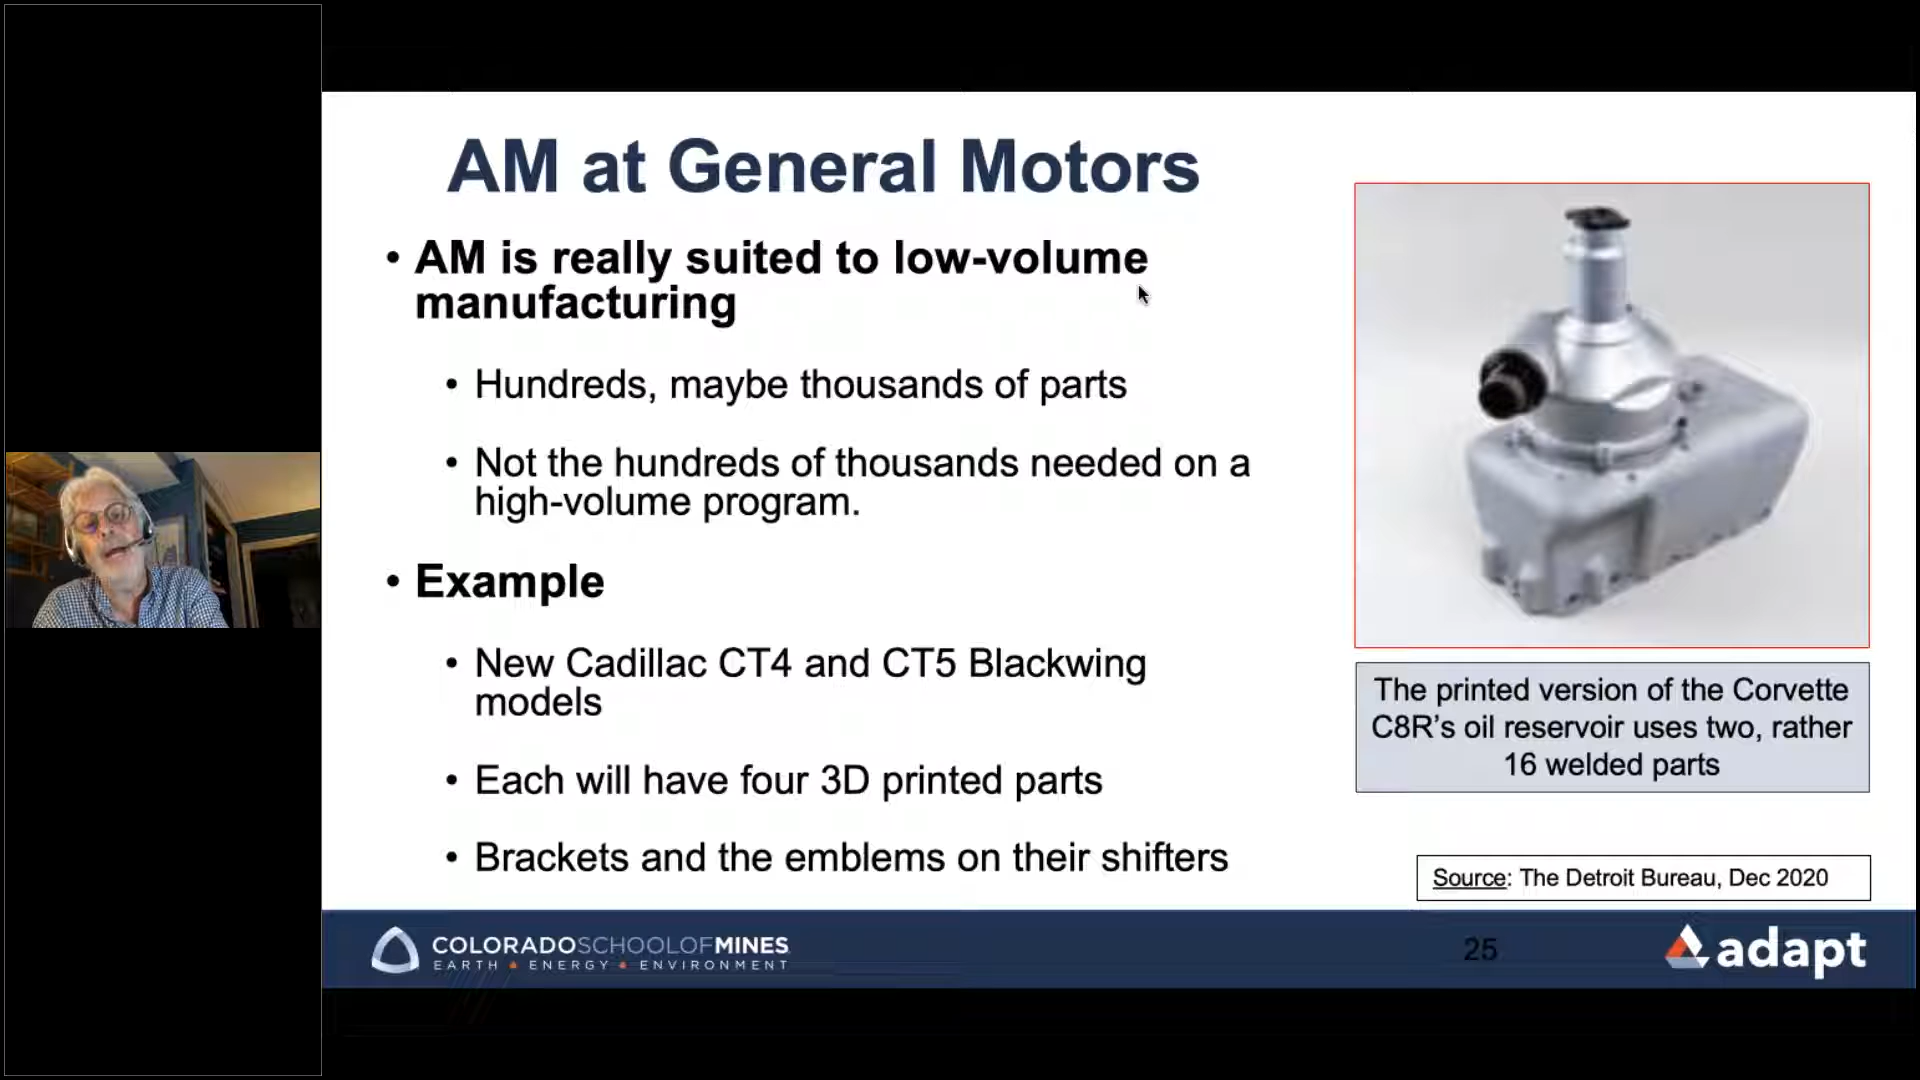 AM at General Motors
• AM is really suited to low-volume
manufacturing
• Hundreds, maybe thousands of parts
• Not the hundreds of thousands needed on a
high-volume program.
• Example
• New Cadillac CT4 and CT5 Blackwing
models
• Each will have four 3D printed parts
• Brackets and the emblems on their shifters
The printed version of the Corvette
C8R’s oil reservoir uses two, rather
16 welded parts
Source: The Detroit Bureau, Dec 2020
COLORADOSCHOOLOFMINES
EARTH • ENERGY • ENVIRONMENT
25
adapt